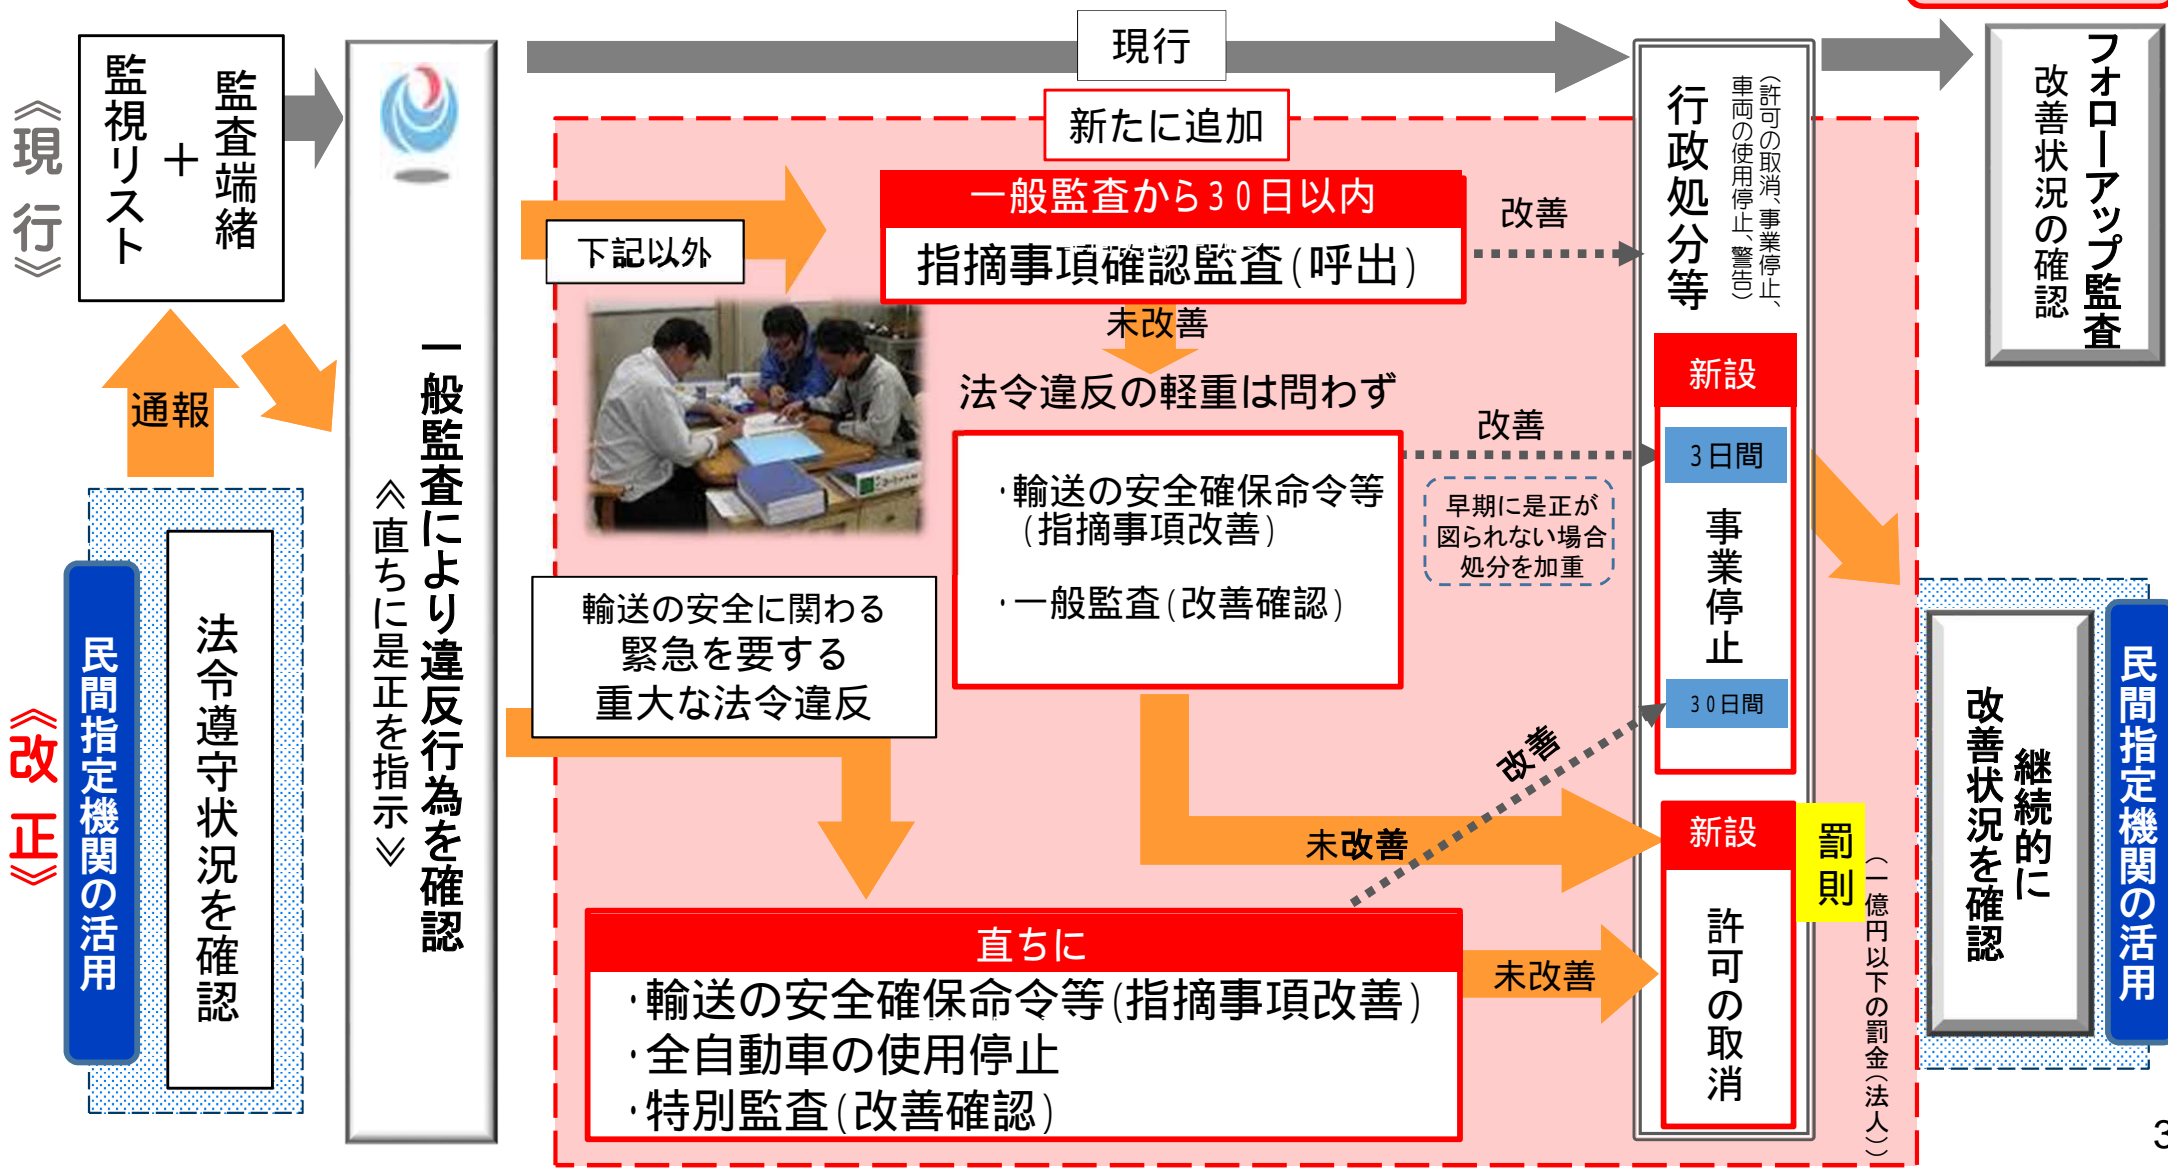 《現行》
監査端緒
＋
監視リスト
通報
《改正》
民間指定機関の活用
法令遵守状況を確認
一般監査により違反行為を確認
《直ちに是正を指示》
現行
新たに追加
下記以外
一般監査から30日以内
指摘事項確認監査(呼出)
改善
未改善
法令違反の軽重は問わず
・輸送の安全確保命令等
(指摘事項改善)
・一般監査(改善確認)
改善
早期に是正が
図られない場合
処分を加重
輸送の安全に関わる
緊急を要する
重大な法令違反
改善
未改善
直ちに
・輸送の安全確保命令等(指摘事項改善)
・全自動車の使用停止
・特別監査(改善確認)
未改善
行政処分等
(許可の取消、事業停止、
車両の使用停止、警告)
新設
3日間
事業停止
30日間
新設
許可の取消
罰則
(一億円以下の罰金(法人))
フォローアップ監査
改善状況の確認
継続的に
改善状況を確認
民間指定機関の活用
3